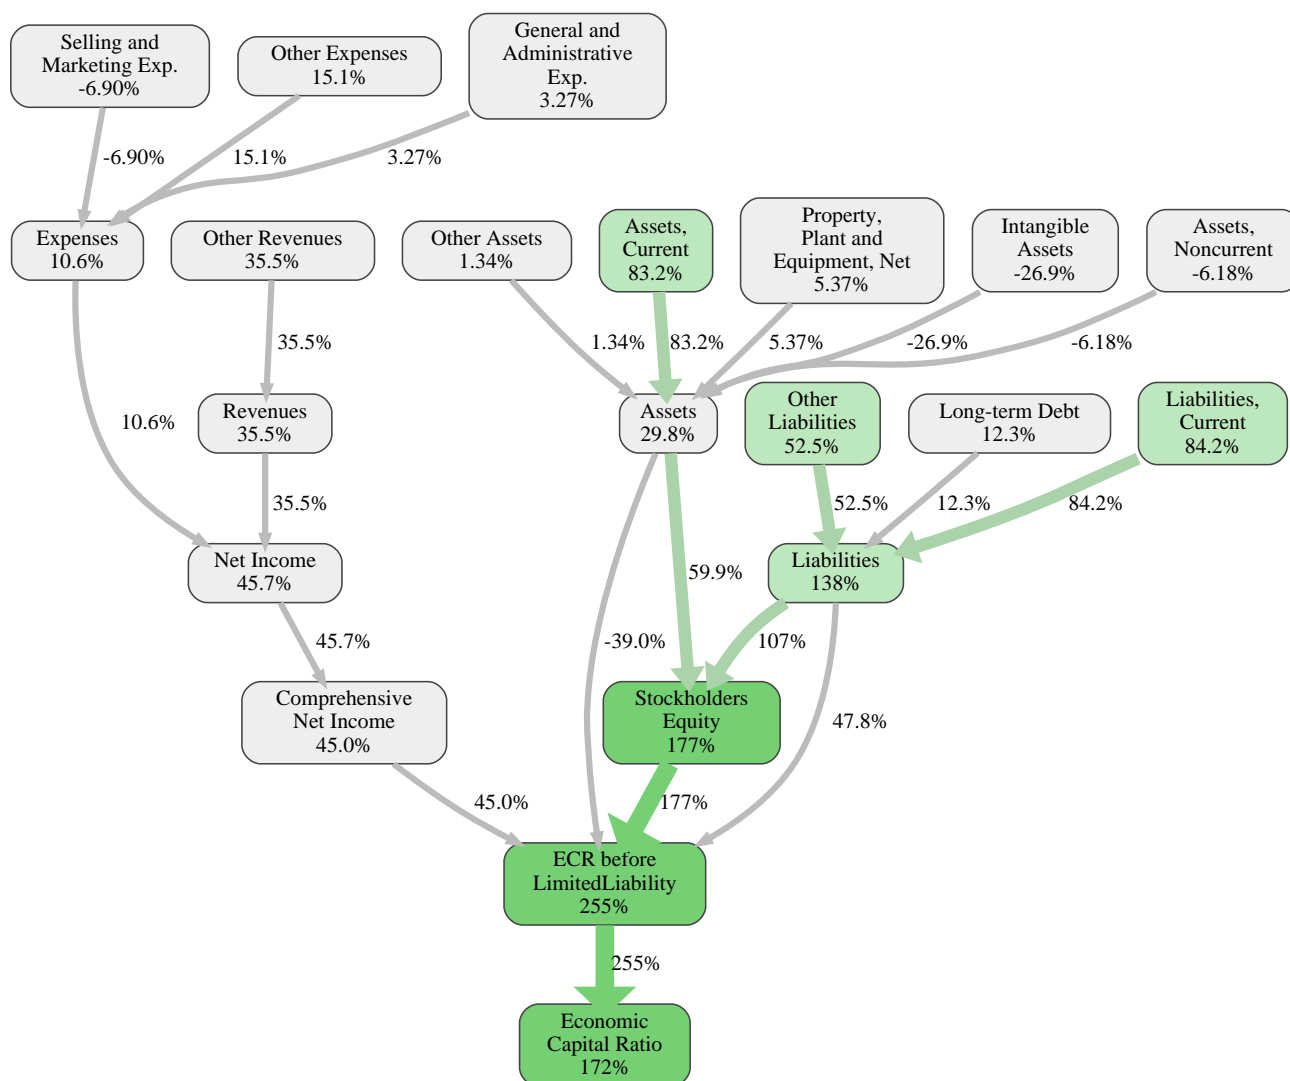 Selling and
Marketing Exp.
-6.90%
Other Expenses
15.1%
General and
Administrative
Exp.
3.27%
-6.90%
15.1%
3.27%
Expenses
10.6%
Other Revenues
35.5%
Other Assets
1.34%
Assets,
Current
83.2%
Property,
Plant and
Equipment, Net
5.37%
Intangible
Assets
-26.9%
Assets,
Noncurrent
-6.18%
35.5%
1.34%
83.2%
5.37%
-26.9%
-6.18%
10.6%
Revenues
35.5%
Assets
29.8%
Other
Liabilities
52.5%
Long-term Debt
12.3%
Liabilities,
Current
84.2%
35.5%
52.5%
12.3%
84.2%
Net Income
45.7%
59.9%
Liabilities
138%
45.7%
-39.0%
107%
Comprehensive
Net Income
45.0%
Stockholders
Equity
177%
47.8%
45.0%
177%
ECR before
LimitedLiability
255%
255%
Economic
Capital Ratio
172%